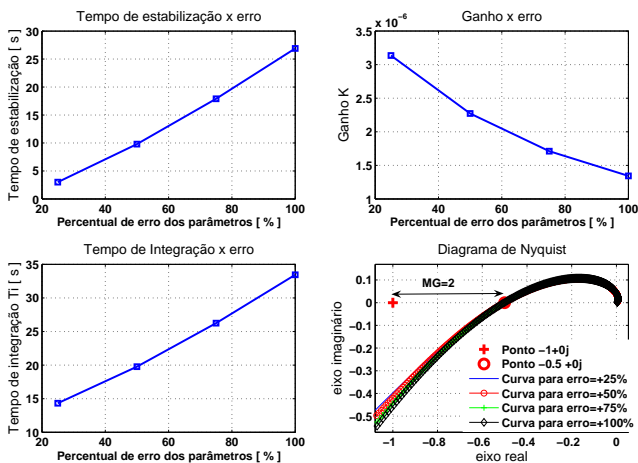 Tempo de estabilização x erro
Tempo de estabilização [ s ]
30
25
20
15
10
5
0
20
40
60
80
100
Percentual de erro dos parâmetros [ % ]
Ganho x erro
x 10^-6
Ganho K
3.5
3
2.5
2
1.5
1
20
40
60
80
100
Percentual de erro dos parâmetros [ % ]
Tempo de Integração x erro
Tempo de integração Ti [ s ]
35
30
25
20
15
10
20
40
60
80
100
Percentual de erro dos parâmetros [ % ]
Diagrama de Nyquist
eixo imaginário
0.1
0
−0.1
−0.2
−0.3
−0.4
−0.5
MG=2
Ponto −1+0j
Ponto −0.5 +0j
Curva para erro=+25%
Curva para erro=+50%
Curva para erro=+75%
Curva para erro=+100%
−1
−0.8
−0.6
−0.4
−0.2
0
eixo real